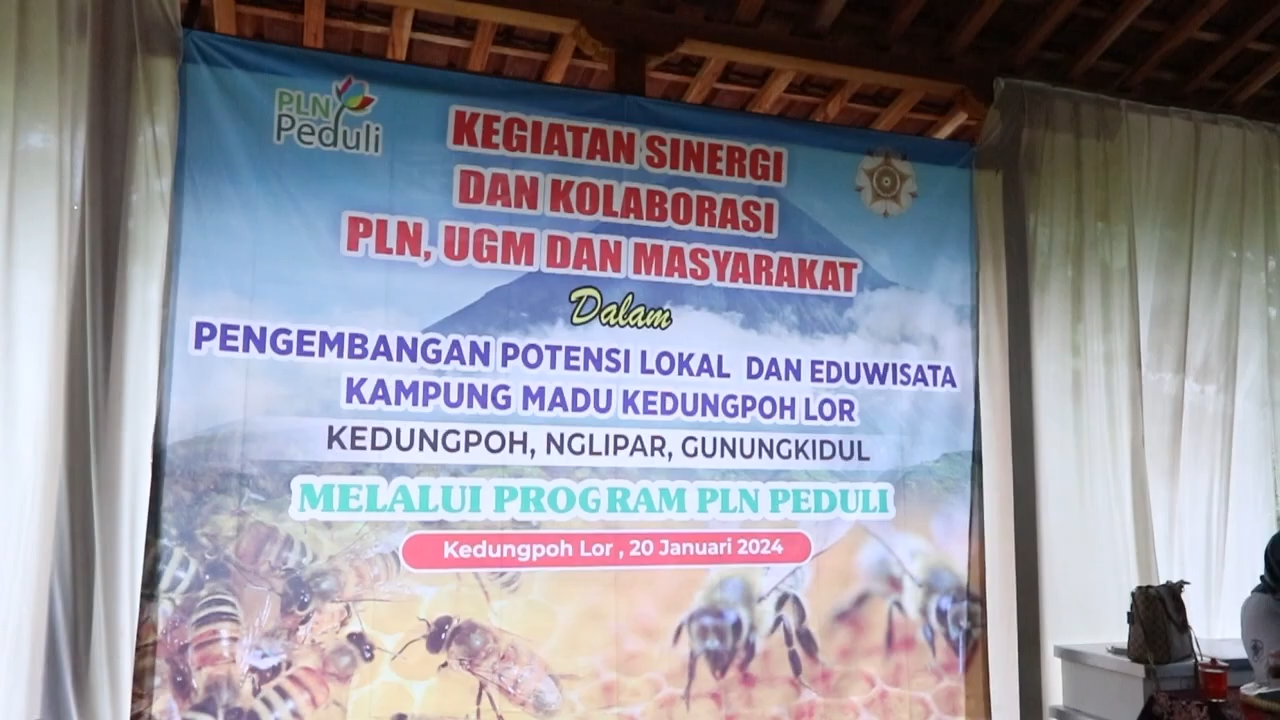 PLN
Peduli
KEGIATAN SINERGI
DAN KOLABORASI
PLN, UGM DAN MASYARAKAT
Dalam
PENGEMBANGAN POTENSI LOKAL DAN EDUWISATA
KAMPUNG MADU KEDUNGPOH LOR
KEDUNGPOH, NGLIPAR, GUNUNGKIDUL
MELALUI PROGRAM PLN PEDULI
Kedungpoh Lor , 20 Januari 2024